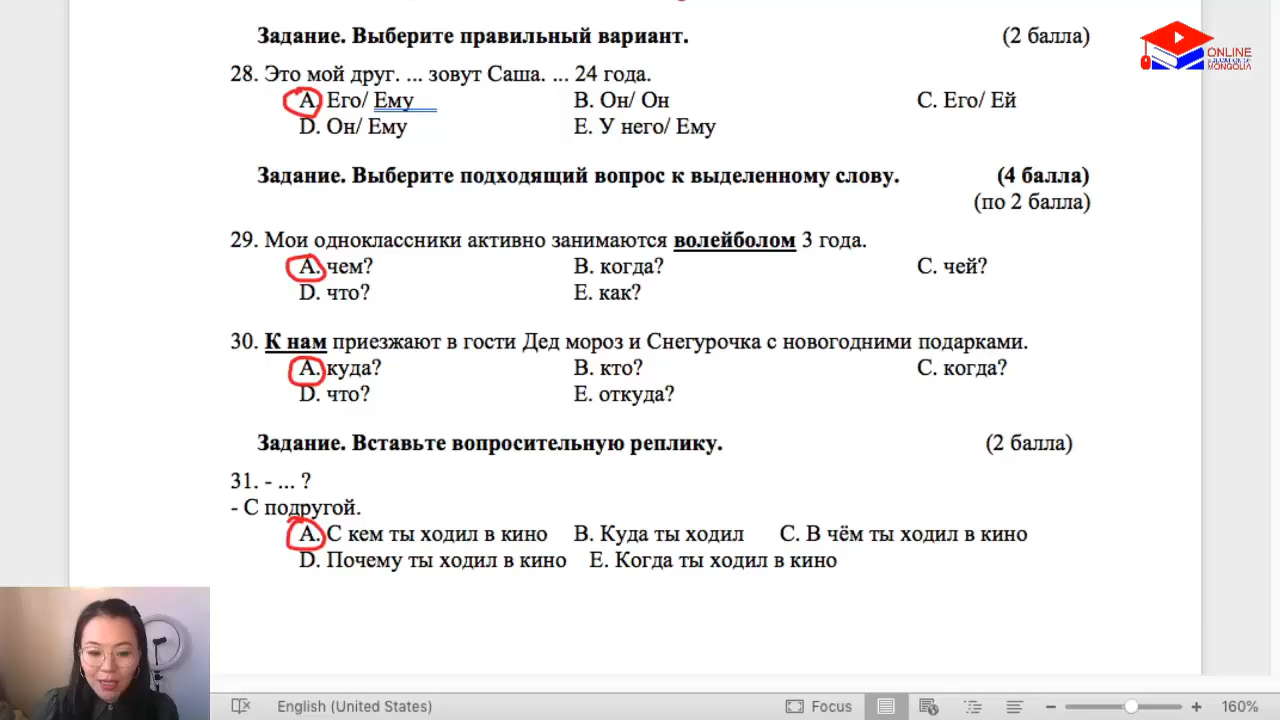 Задание. Выберите правильный вариант. (2 балла)
ONLINE
EDUCATION OF
MONGOLIA
28. Это мой друг. ... зовут Саша. ... 24 года.
A. Его/ Ему B. Он/ Он C. Его/ Ей
D. Он/ Ему E. У него/ Ему
Задание. Выберите подходящий вопрос к выделенному слову. (4 балла)
(по 2 балла)
29. Мои одноклассники активно занимаются волейболом 3 года.
A. чем? B. когда? C. чей?
D. что? E. как?
30. К нам приезжают в гости Дед мороз и Снегурочка с новогодними подарками.
A. куда? B. кто? C. когда?
D. что? E. откуда?
Задание. Вставьте вопросительную реплику. (2 балла)
31. - ... ?
- С подругой.
A. С кем ты ходил в кино B. Куда ты ходил C. В чём ты ходил в кино
D. Почему ты ходил в кино E. Когда ты ходил в кино
English (United States) Focus 160%